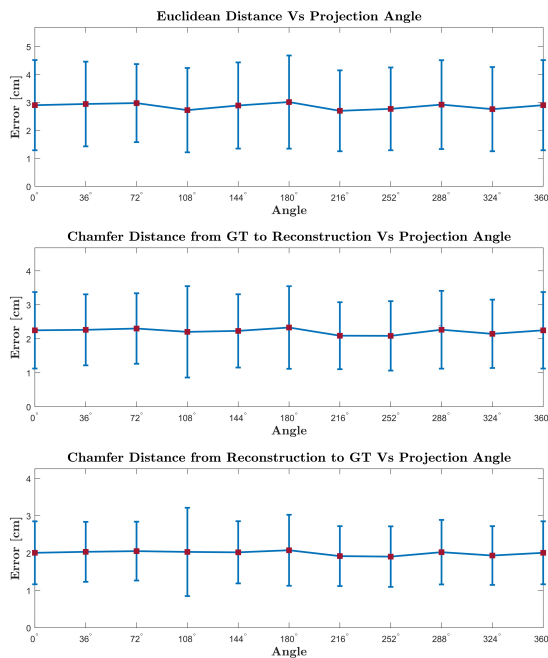 Euclidean Distance Vs Projection Angle
Error [cm]
5
4
3
2
1
0
0° 36° 72° 108° 144° 180° 216° 252° 288° 324° 360
Angle
Chamfer Distance from GT to Reconstruction Vs Projection Angle
Error [cm]
4
3
2
1
0
0° 36° 72° 108° 144° 180° 216° 252° 288° 324° 360
Angle
Chamfer Distance from Reconstruction to GT Vs Projection Angle
Error [cm]
4
3
2
1
0
0° 36° 72° 108° 144° 180° 216° 252° 288° 324° 360
Angle